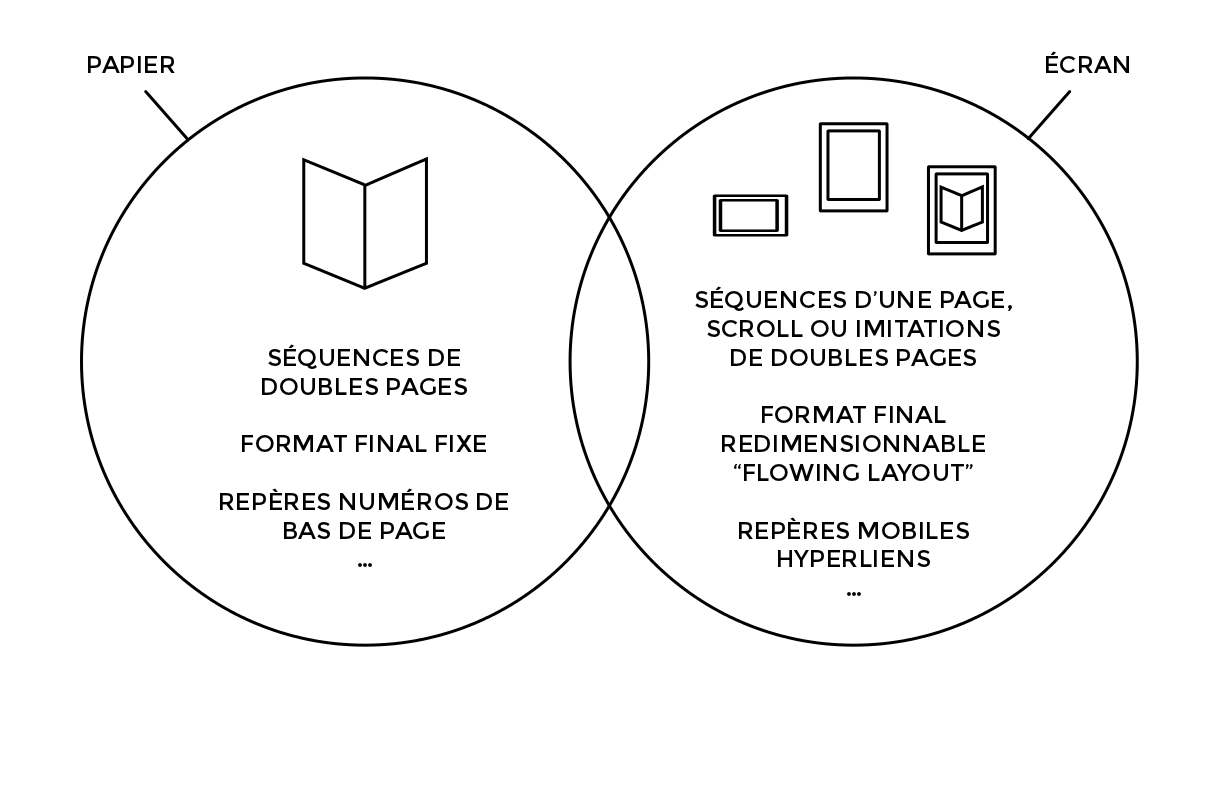 PAPIER
ÉCRAN
SÉQUENCES DE
DOUBLES PAGES
FORMAT FINAL FIXE
REPÈRES NUMÉROS DE
BAS DE PAGE
...
SÉQUENCES D’UNE PAGE,
SCROLL OU IMITATIONS
DE DOUBLES PAGES
FORMAT FINAL
REDIMENSIONNABLE
“FLOWING LAYOUT”
REPÈRES MOBILES
HYPERLIENS
...